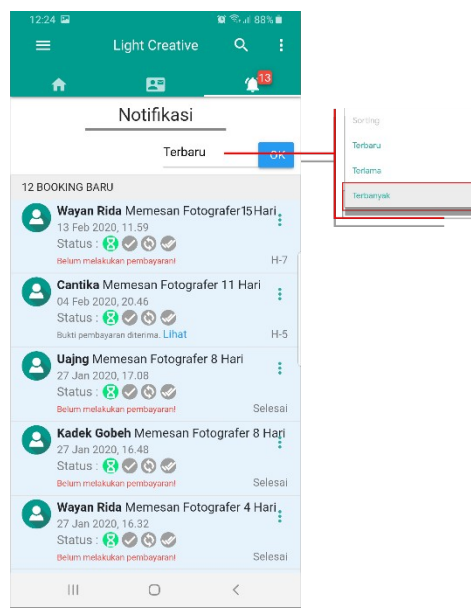 12:24 88%
Light Creative
13
Notifikasi
Terbaru OK
12 BOOKING BARU
Wayan Rida Memesan Fotografer 15 Hari
13 Feb 2020, 11.59
Status :
Belum melakukan pembayaran! H-7
Cantika Memesan Fotografer 11 Hari
04 Feb 2020, 20.46
Status :
Bukti pembayaran diterima. Lihat H-5
Uajng Memesan Fotografer 8 Hari
27 Jan 2020, 17.08
Status :
Belum melakukan pembayaran! Selesai
Kadek Gobeh Memesan Fotografer 8 Hari
27 Jan 2020, 16.48
Status :
Belum melakukan pembayaran! Selesai
Wayan Rida Memesan Fotografer 4 Hari
27 Jan 2020, 16.32
Status :
Belum melakukan pembayaran! Selesai
Sorting
Terbaru
Terlama
Terbanyak